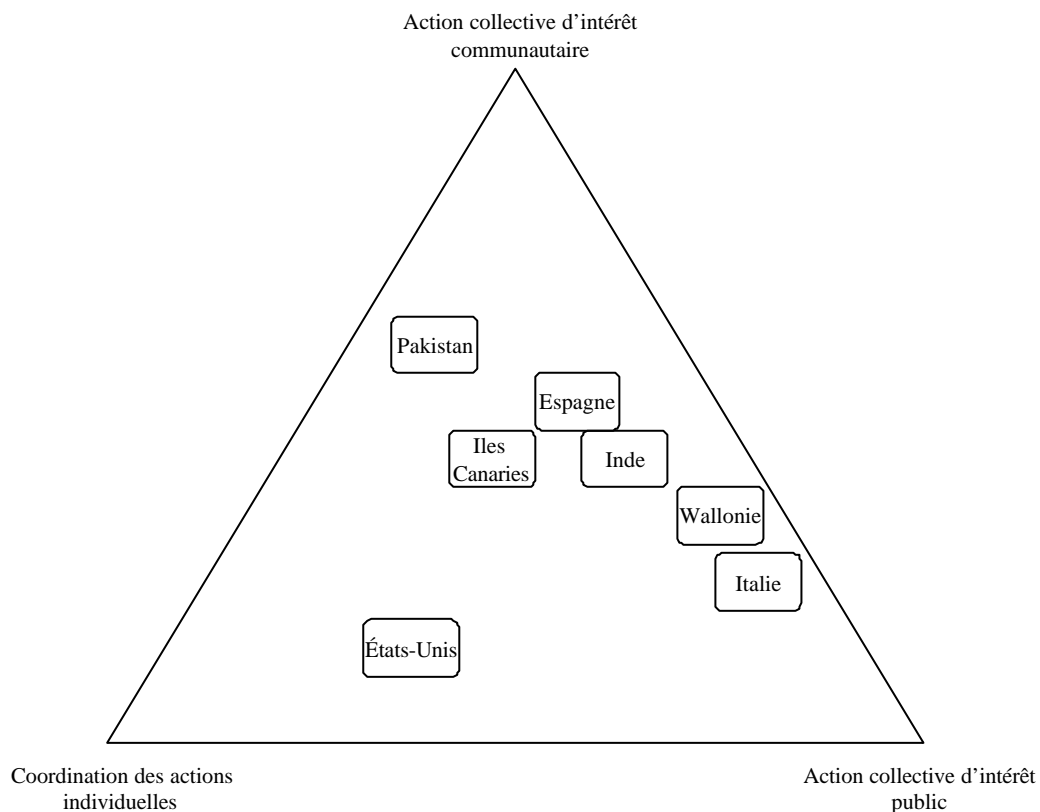 Action collective d’intérêt
communautaire
Pakistan
Espagne
Iles
Canaries
Inde
Wallonie
Italie
États-Unis
Coordination des actions
individuelles
Action collective d’intérêt
public